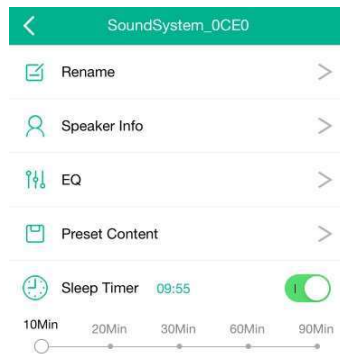 SoundSystem_0CE0
Rename
Speaker Info
EQ
Preset Content
Sleep Timer 09:55
10Min 20Min 30Min 60Min 90Min